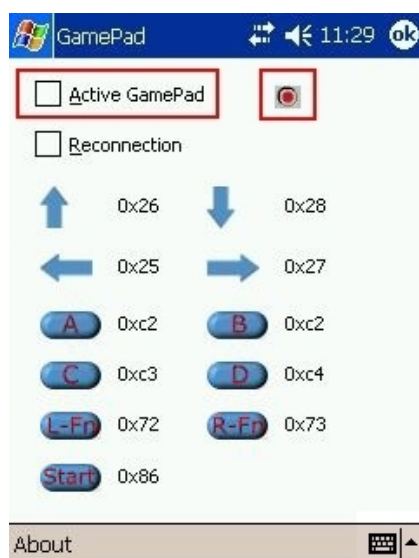 GamePad 11:29 ok
Active GamePad
Reconnection
0x26 0x28
0x25 0x27
A 0xc2 B 0xc2
C 0xc3 D 0xc4
L-Fn 0x72 R-Fn 0x73
Start 0x86
About